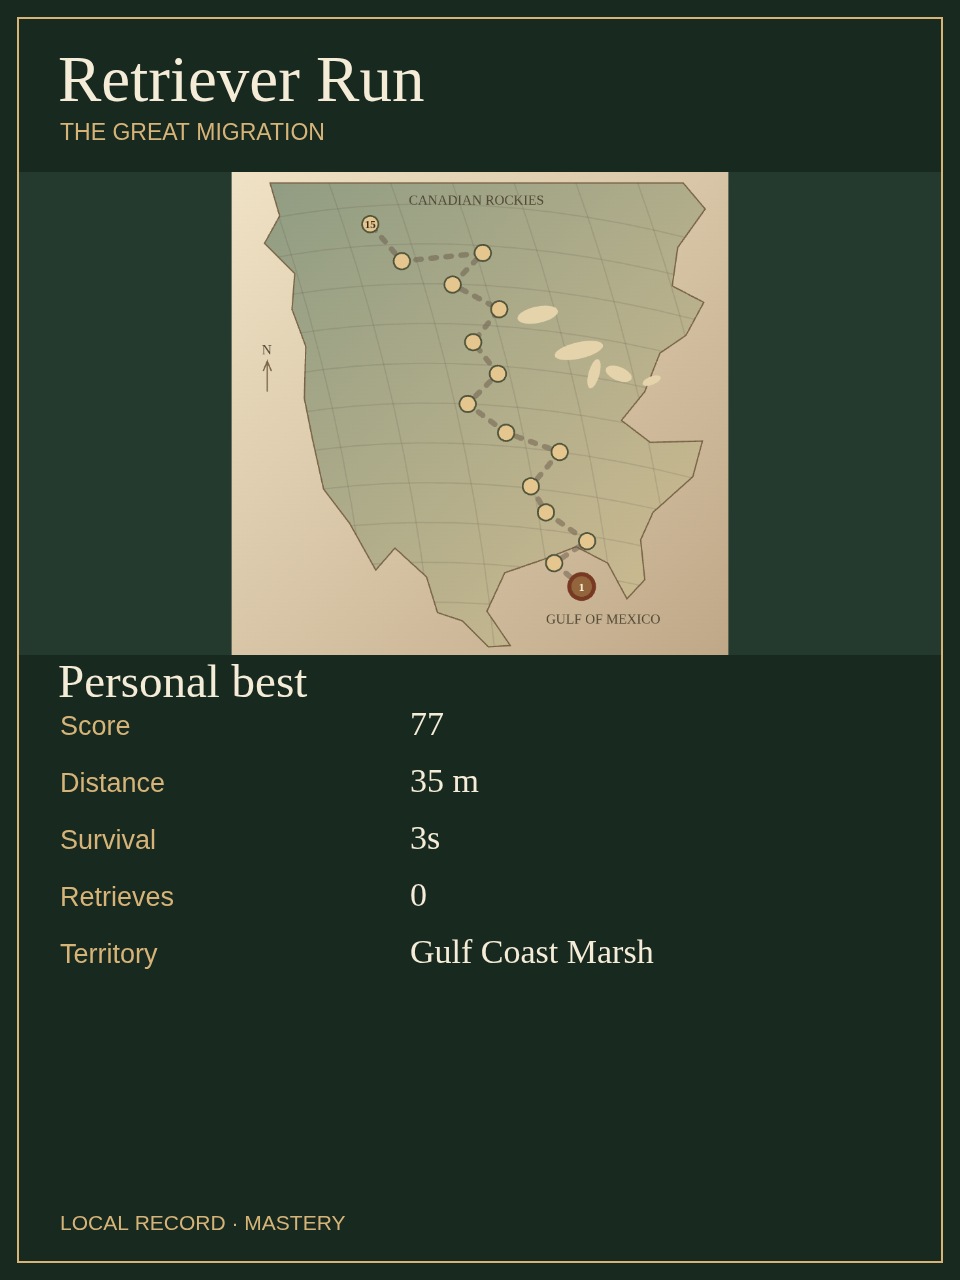 Retriever Run
THE GREAT MIGRATION
CANADIAN ROCKIES
15
N
1
GULF OF MEXICO
Personal best
Score 77
Distance 35 m
Survival 3s
Retrieves 0
Territory Gulf Coast Marsh
LOCAL RECORD · MASTERY